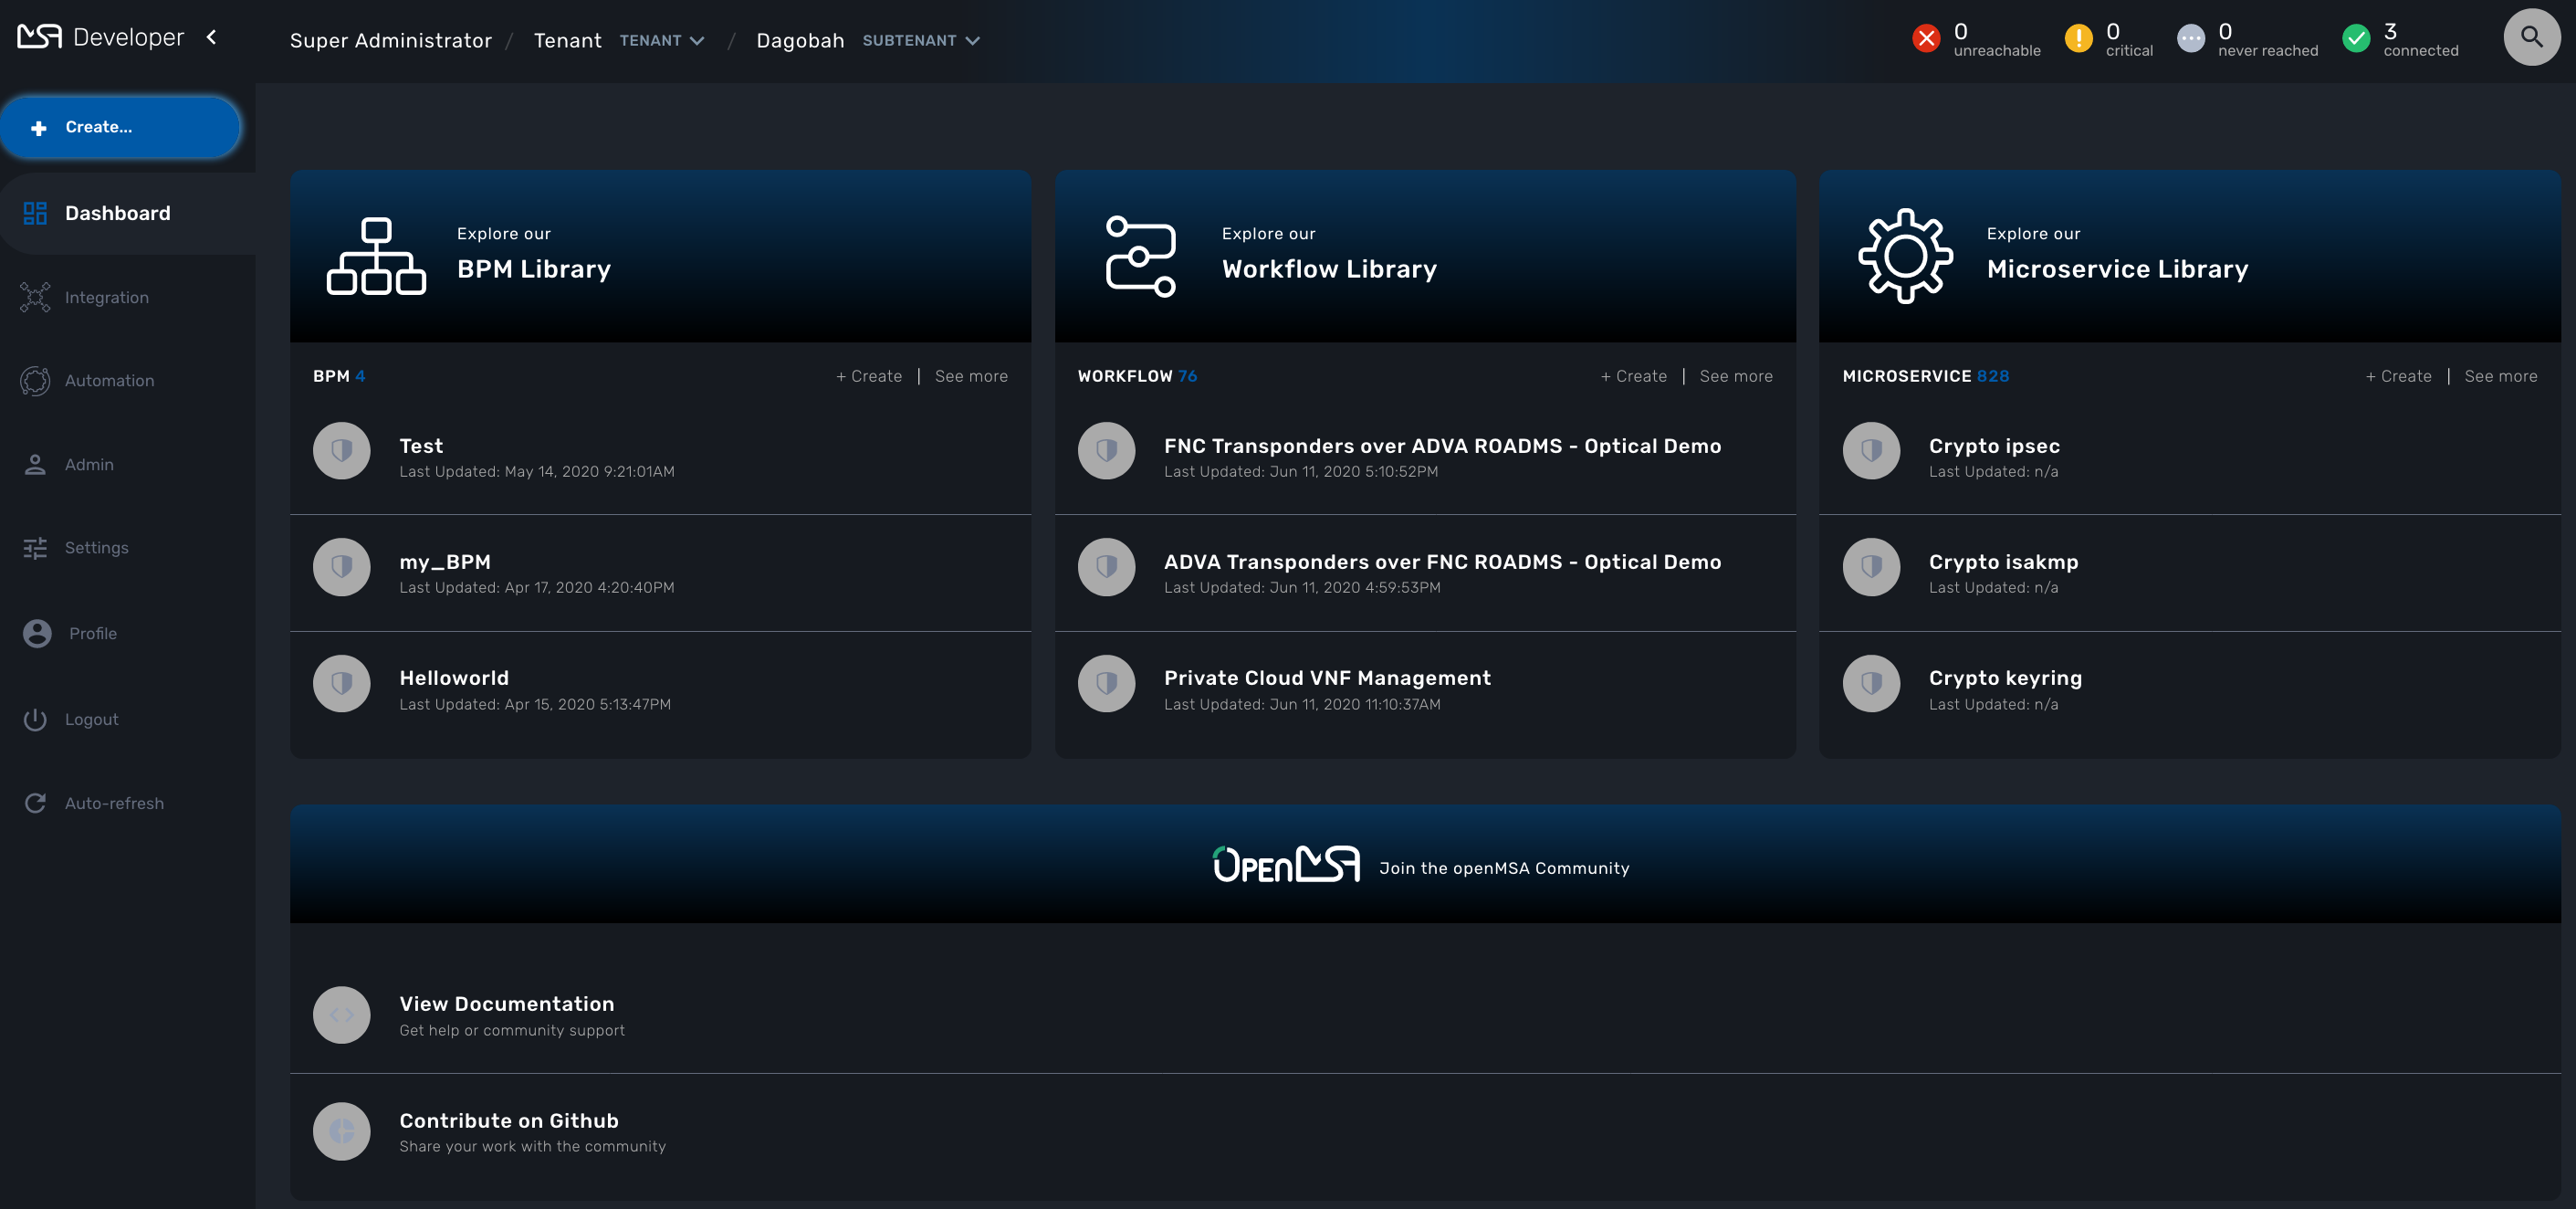 MSA Developer
Super Administrator / Tenant TENANT / Dagobah SUBTENANT
0 unreachable
0 critical
0 never reached
3 connected
Create...
Dashboard
Integration
Automation
Admin
Settings
Profile
Logout
Auto-refresh
Explore our
BPM Library
BPM 4
+ Create | See more
Test
Last Updated: May 14, 2020 9:21:01AM
my_BPM
Last Updated: Apr 17, 2020 4:20:40PM
Helloworld
Last Updated: Apr 15, 2020 5:13:47PM
Explore our
Workflow Library
WORKFLOW 76
+ Create | See more
FNC Transponders over ADVA ROADMS - Optical Demo
Last Updated: Jun 11, 2020 5:10:52PM
ADVA Transponders over FNC ROADMS - Optical Demo
Last Updated: Jun 11, 2020 4:59:53PM
Private Cloud VNF Management
Last Updated: Jun 11, 2020 11:10:37AM
Explore our
Microservice Library
MICROSERVICE 828
+ Create | See more
Crypto ipsec
Last Updated: n/a
Crypto isakmp
Last Updated: n/a
Crypto keyring
Last Updated: n/a
OpenMSA Join the openMSA Community
View Documentation
Get help or community support
Contribute on Github
Share your work with the community